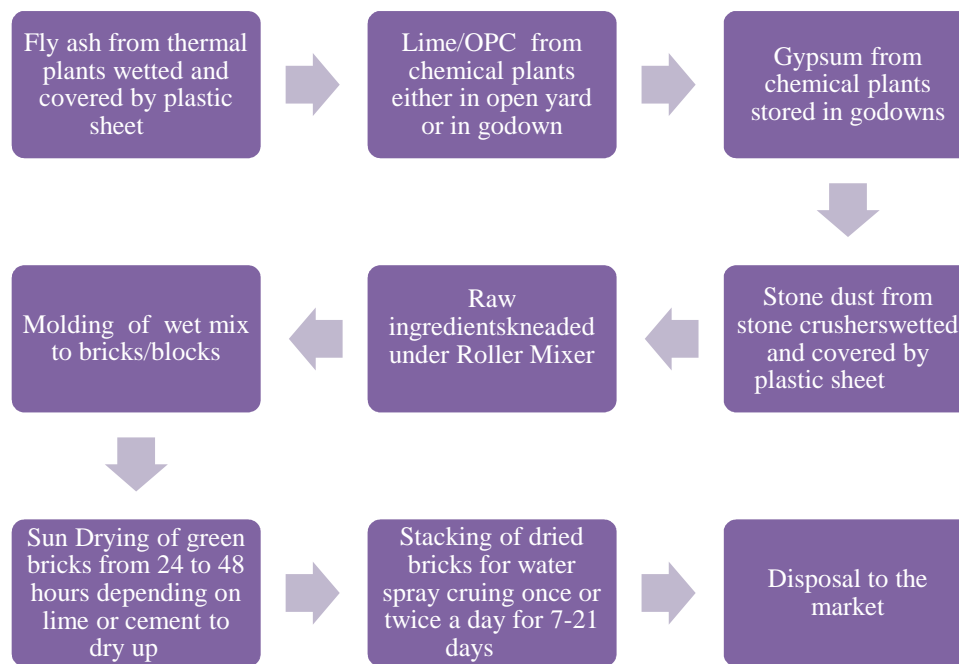 Fly ash from thermal
plants wetted and
covered by plastic
sheet
Lime/OPC from
chemical plants
either in open yard
or in godown
Gypsum from
chemical plants
stored in godowns
Stone dust from
stone crusherswetted
and covered by
plastic sheet
Raw
ingredientskneaded
under Roller Mixer
Molding of wet mix
to bricks/blocks
Sun Drying of green
bricks from 24 to 48
hours depending on
lime or cement to
dry up
Stacking of dried
bricks for water
spray cruing once or
twice a day for 7-21
days
Disposal to the
market